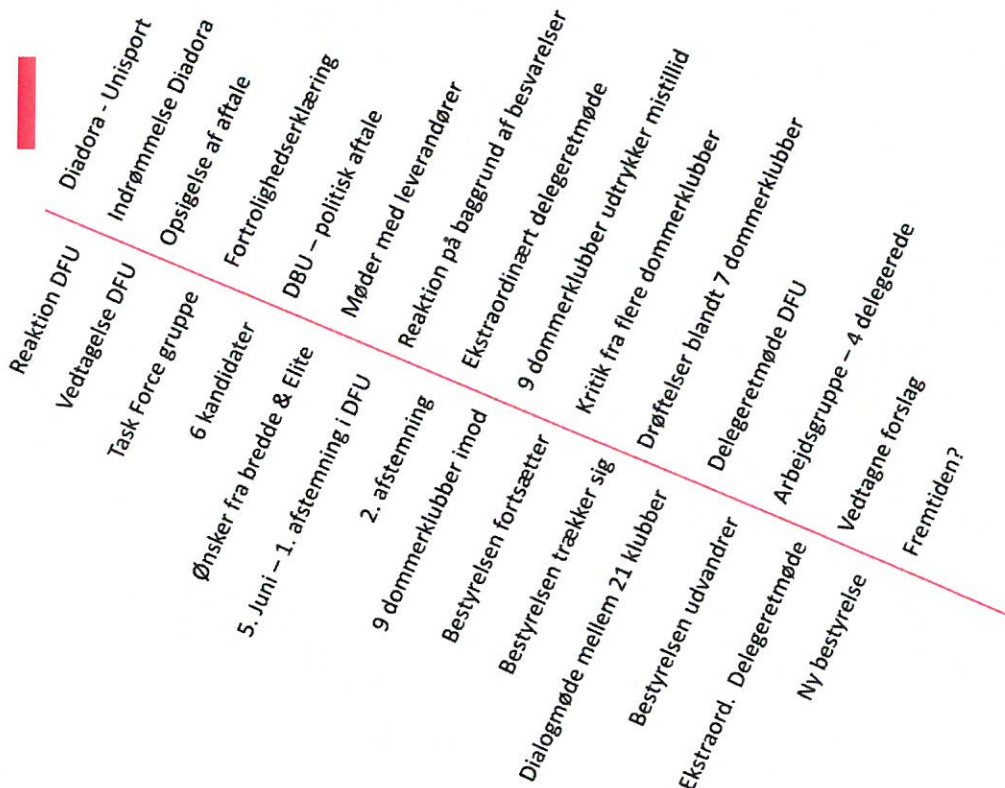 Diadora - Unisport
Reaktion DFU
Indrømmelse Diadora
Vedtagelse DFU
Opsigelse af aftale
Task Force gruppe
Fortrolighedserklæring
6 kandidater
DBU – politisk aftale
Ønsker fra bredde & Elite
Møder med leverandører
5. Juni – 1. afstemning i DFU
Reaktion på baggrund af besvarelser
2. afstemning
Ekstraordinært delegeretmøde
9 dommerklubber imod
9 dommerklubber udtrykker mistillid
Bestyrelsen fortsætter
Kritik fra flere dommerklubber
Bestyrelsen trækker sig
Drøftelser blandt 7 dommerklubber
Dialogmøde mellem 21 klubber
Delegeretmøde DFU
Bestyrelsen udvandrer
Arbejdsgruppe – 4 delegerede
Ekstraord. Delegeretmøde
Vedtagne forslag
Ny bestyrelse
Fremtiden?